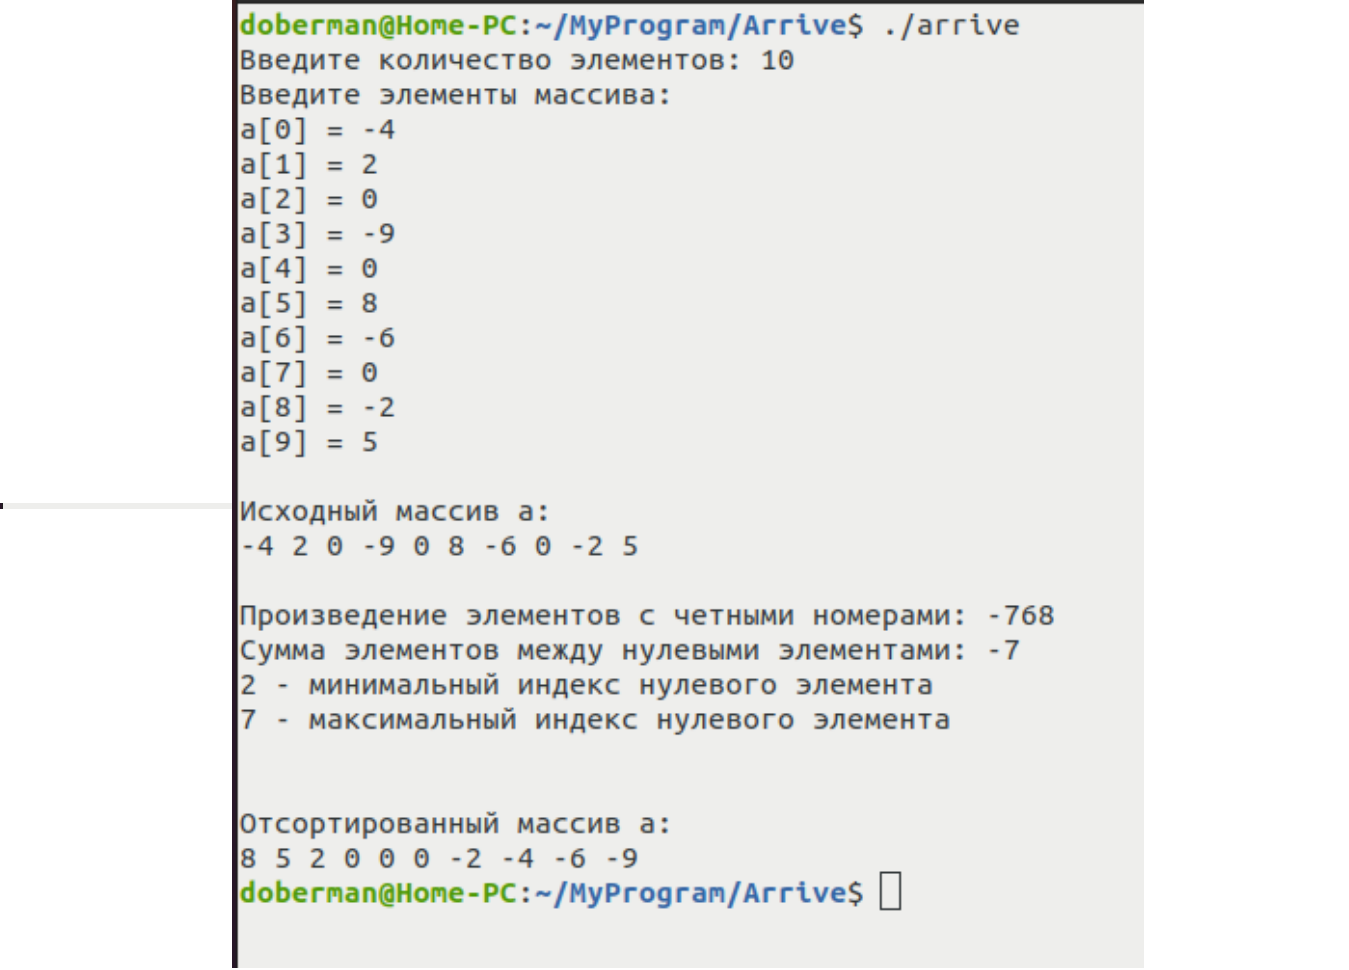 doberman@Home-PC:~/MyProgram/Arrive$ ./arrive
Введите количество элементов: 10
Введите элементы массива:
a[0] = -4
a[1] = 2
a[2] = 0
a[3] = -9
a[4] = 0
a[5] = 8
a[6] = -6
a[7] = 0
a[8] = -2
a[9] = 5
Исходный массив a:
-4 2 0 -9 0 8 -6 0 -2 5
Произведение элементов с четными номерами: -768
Сумма элементов между нулевыми элементами: -7
2 - минимальный индекс нулевого элемента
7 - максимальный индекс нулевого элемента
Отсортированный массив a:
8 5 2 0 0 0 -2 -4 -6 -9
doberman@Home-PC:~/MyProgram/Arrive$